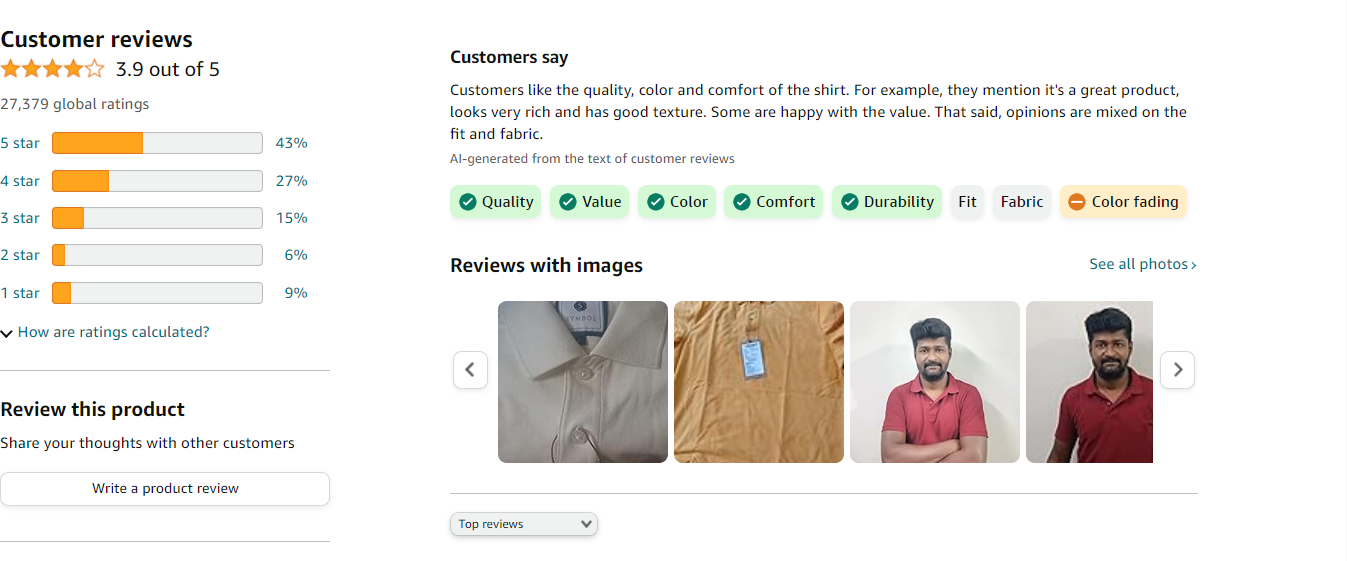 Customer reviews
3.9 out of 5
27,379 global ratings
5 star 43%
4 star 27%
3 star 15%
2 star 6%
1 star 9%
How are ratings calculated?
Review this product
Share your thoughts with other customers
Write a product review
Customers say
Customers like the quality, color and comfort of the shirt. For example, they mention it's a great product,
looks very rich and has good texture. Some are happy with the value. That said, opinions are mixed on the
fit and fabric.
AI-generated from the text of customer reviews
Quality Value Color Comfort Durability Fit Fabric Color fading
Reviews with images
See all photos
SYMBOL
Top reviews